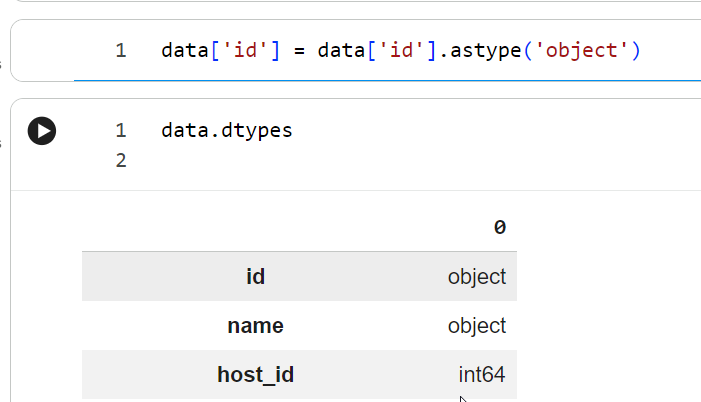 1 data['id'] = data['id'].astype('object')
1 data.dtypes
2
0
id object
name object
host_id int64